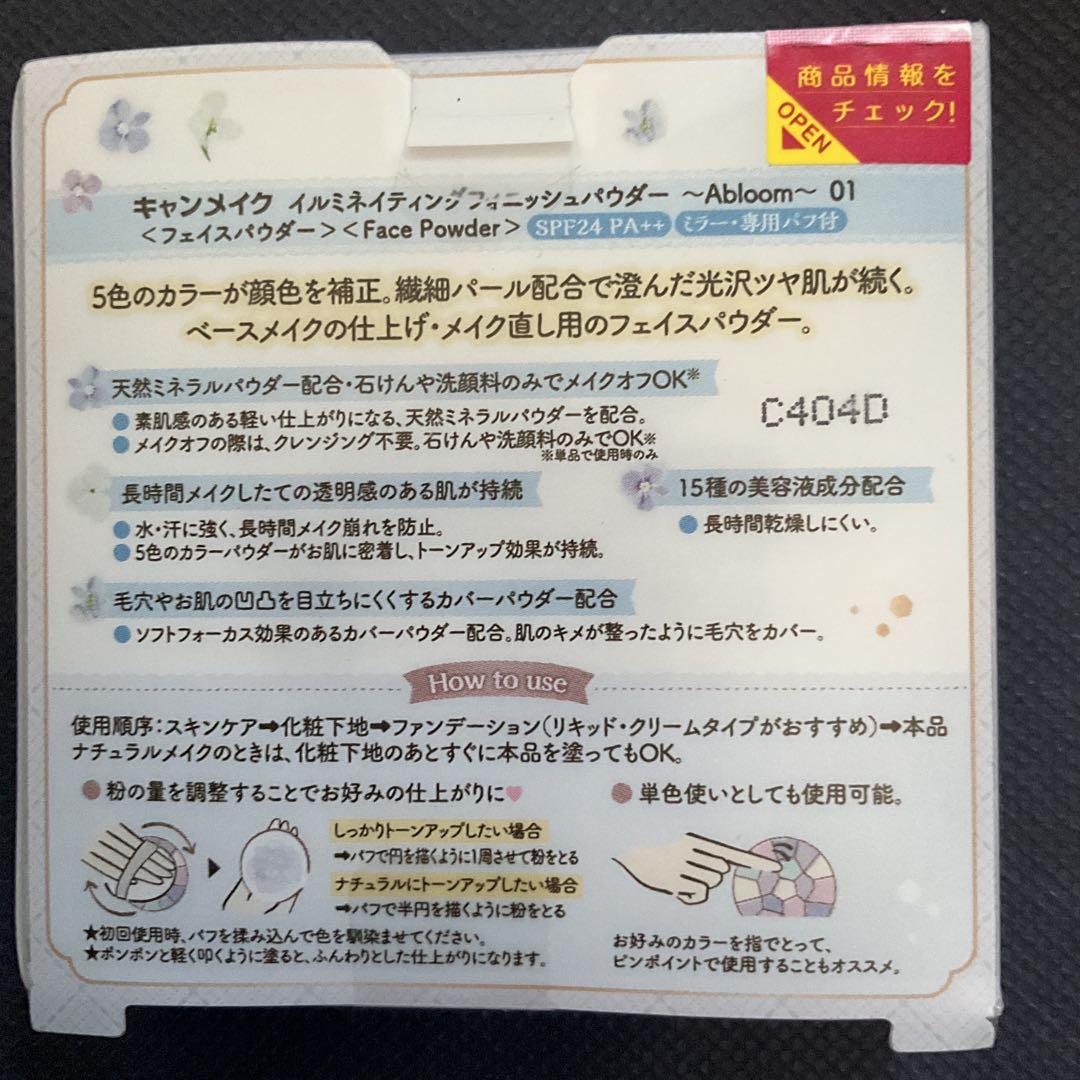 商品情報を
チェック!
OPEN
キャンメイク イルミネイティングフィニッシュパウダー ～Abloom～ 01
＜フェイスパウダー＞＜Face Powder＞ SPF24 PA++ ミラー・専用パフ付
5色のカラーが顔色を補正。繊細パール配合で澄んだ光沢ツヤ肌が続く。
ベースメイクの仕上げ・メイク直し用のフェイスパウダー。
天然ミネラルパウダー配合・石けんや洗顔料のみでメイクオフOK※
●素肌感のある軽い仕上がりになる、天然ミネラルパウダーを配合。
●メイクオフの際は、クレンジング不要。石けんや洗顔料のみでOK※
※単品で使用時のみ
C404D
長時間メイクしたての透明感のある肌が持続
●水・汗に強く、長時間メイク崩れを防止。
●5色のカラーパウダーがお肌に密着し、トーンアップ効果が持続。
15種の美容液成分配合
●長時間乾燥しにくい。
毛穴やお肌の凹凸を目立ちにくくするカバーパウダー配合
●ソフトフォーカス効果のあるカバーパウダー配合。肌のキメが整ったように毛穴をカバー。
How to use
使用順序：スキンケア➡化粧下地➡ファンデーション（リキッド・クリームタイプがおすすめ）➡本品
ナチュラルメイクのときは、化粧下地のあとすぐに本品を塗ってもOK。
●粉の量を調整することでお好みの仕上がりに♥
しっかりトーンアップしたい場合
➡パフで円を描くように1周させて粉をとる
ナチュラルにトーンアップしたい場合
➡パフで半円を描くように粉をとる
★初回使用時、パフを揉み込んで色を馴染ませてください。
★ポンポンと軽く叩くように塗ると、ふんわりとした仕上がりになります。
●単色使いとしても使用可能。
お好みのカラーを指でとって、
ピンポイントで使用することもオススメ。